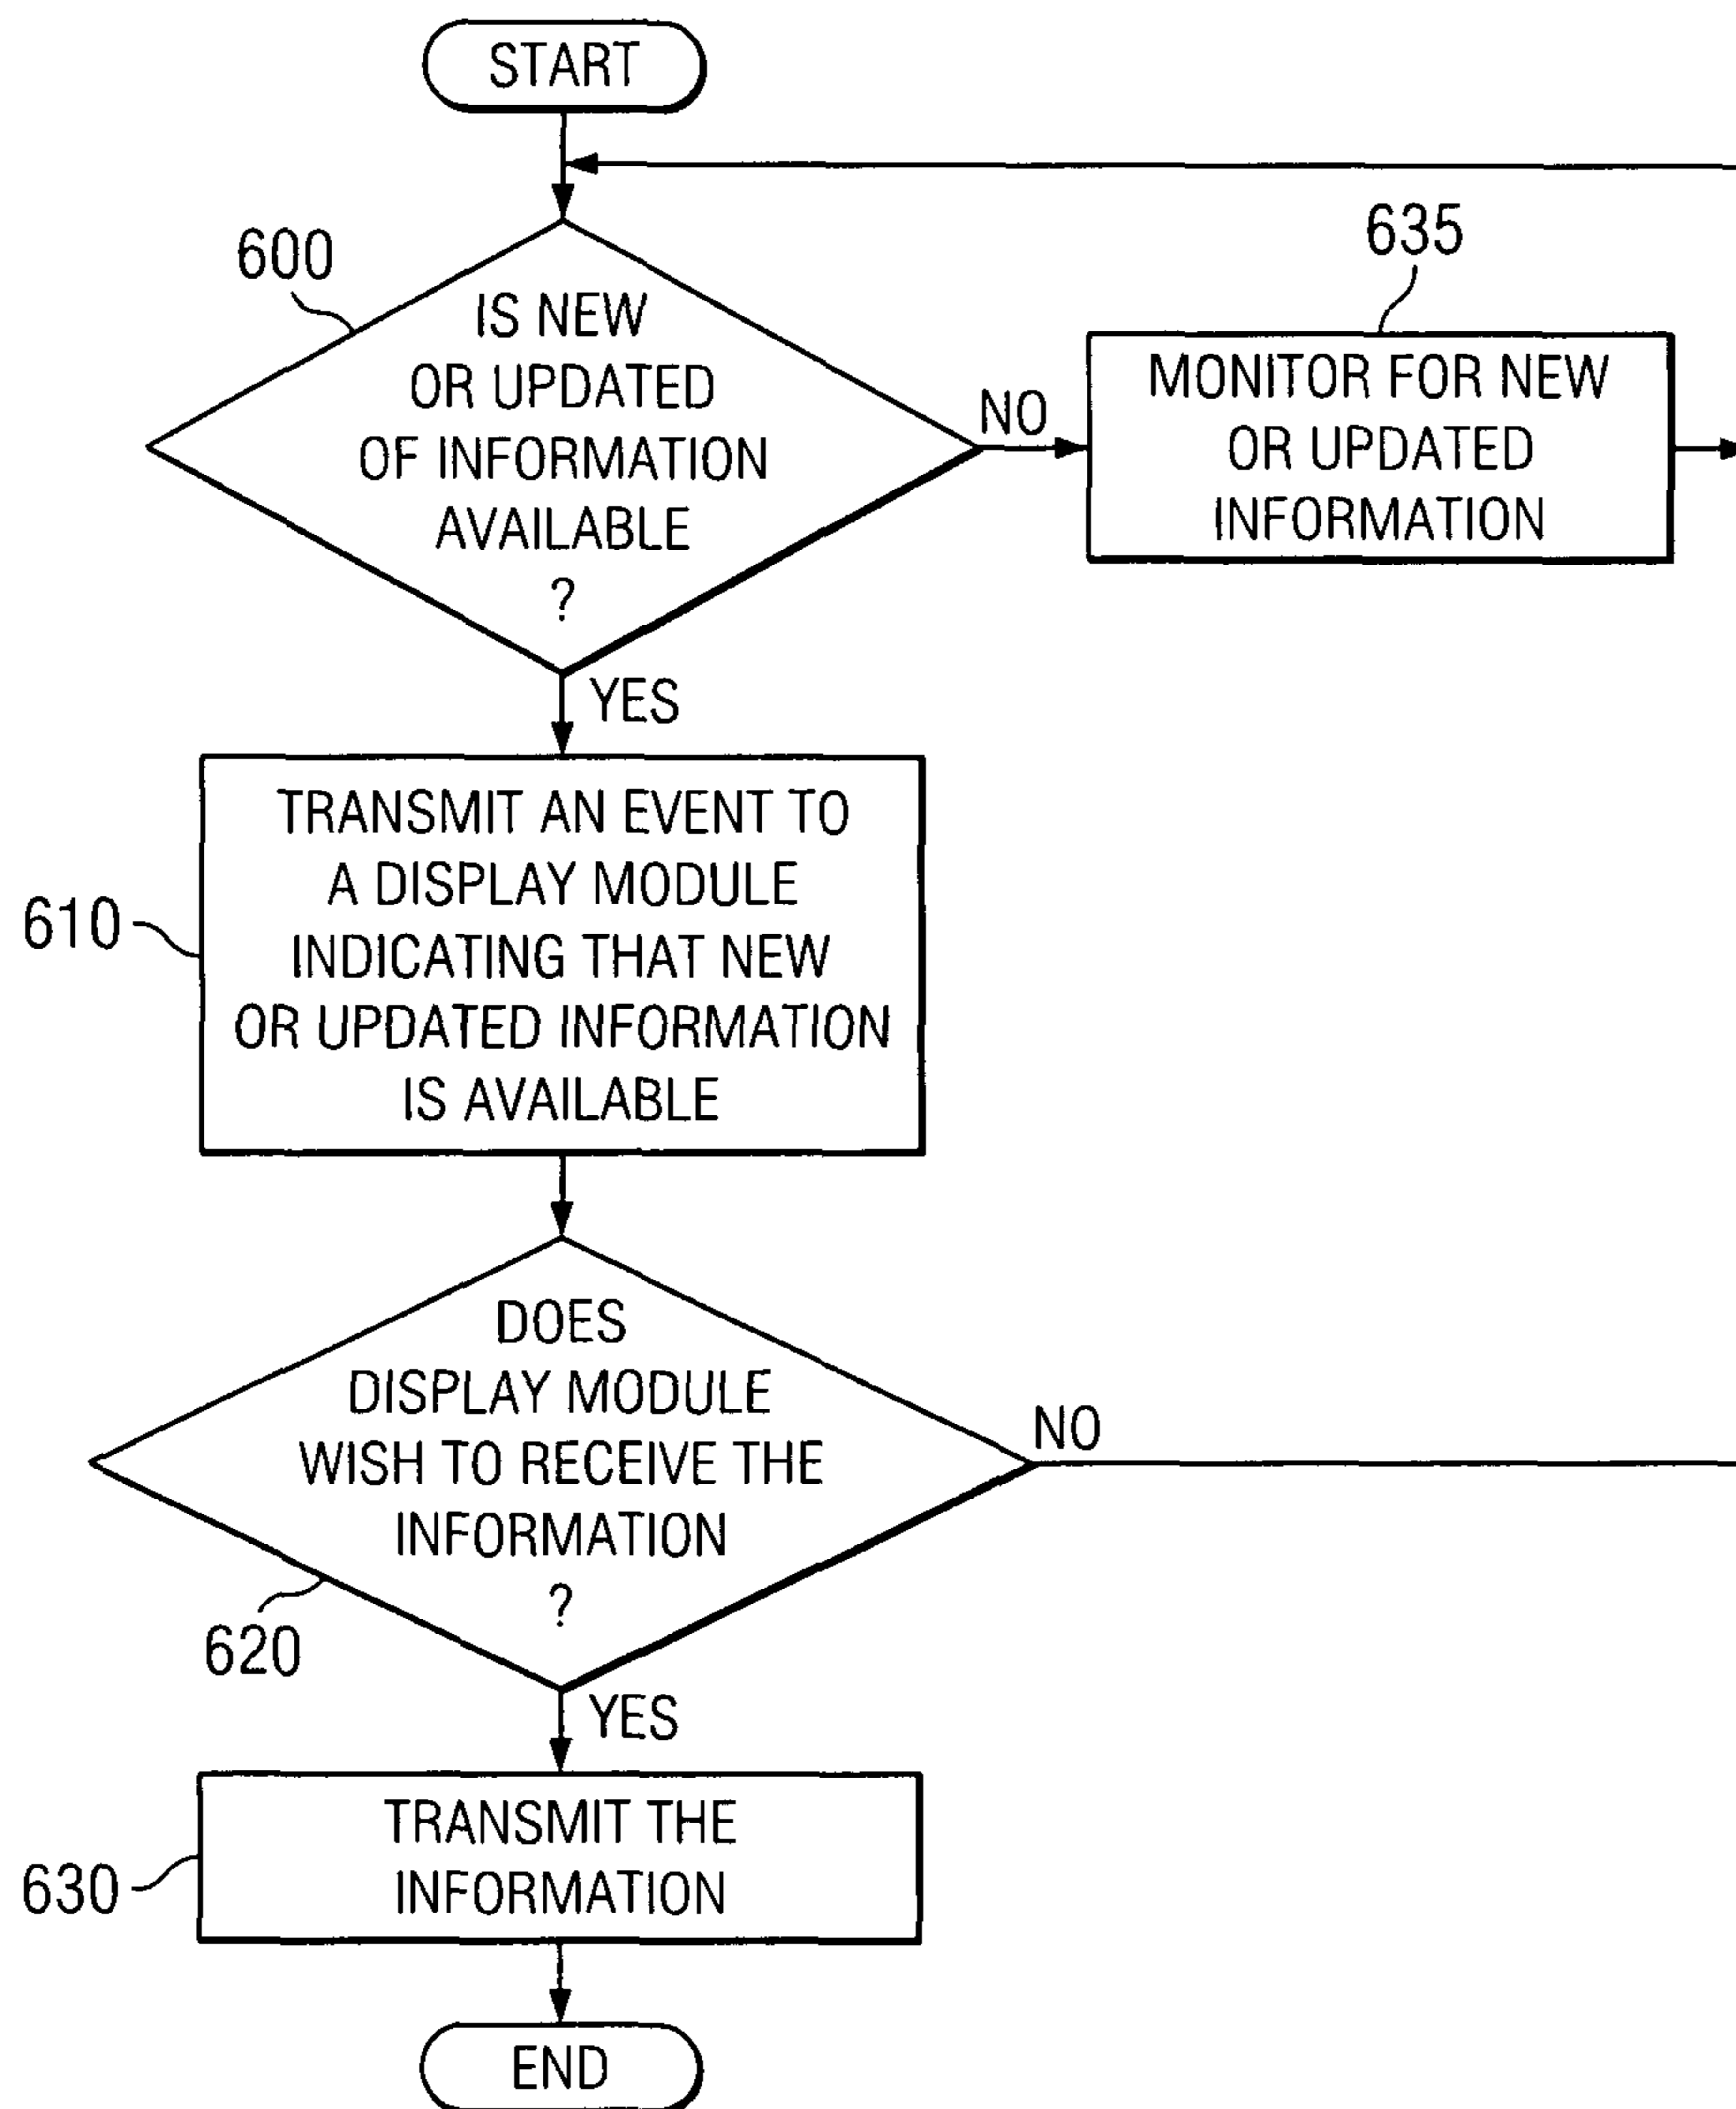 START
600
IS NEW
OR UPDATED
OF INFORMATION
AVAILABLE
?
NO
635
MONITOR FOR NEW
OR UPDATED
INFORMATION
YES
610
TRANSMIT AN EVENT TO
A DISPLAY MODULE
INDICATING THAT NEW
OR UPDATED INFORMATION
IS AVAILABLE
DOES
DISPLAY MODULE
WISH TO RECEIVE THE
INFORMATION
?
NO
620
YES
630
TRANSMIT THE
INFORMATION
END